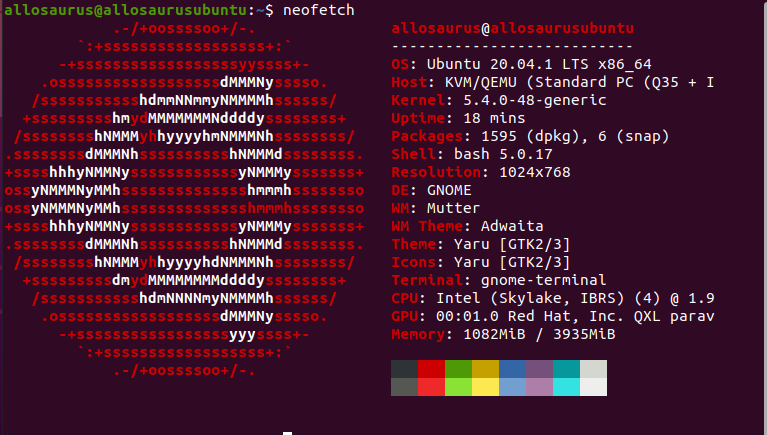 allosaurus@allosaurusubuntu:~$ neofetch
.-/+oossssoo+/-.
`:+ssssssssssssssssss+:`
-+ssssssssssssssssssyyssss+-
.ossssssssssssssssssdMMMNysssso.
/ssssssssssshdmmNNmmyNMMMMhssssss/
+ssssssssshmydMMMMMMMNddddyssssssss+
/sssssssshNMMMyhhyyyyhmNMMMNhssssssss/
.ssssssssdMMMNhsssssssssshNMMMdssssssss.
+sssshhhyNMMNyssssssssssssyNMMMysssssss+
ossyNMMMNyMMhsssssssssssssshmmmhssssssso
ossyNMMMNyMMhsssssssssssssshmmmhssssssso
+sssshhhyNMMNyssssssssssssyNMMMysssssss+
.ssssssssdMMMNhsssssssssshNMMMdssssssss.
/sssssssshNMMMyhhyyyyhdNMMMNhssssssss/
+sssssssssdmydMMMMMMMMddddyssssssss+
/ssssssssssshdmNNNNmyNMMMMhssssss/
.ossssssssssssssssssdMMMNysssso.
-+sssssssssssssssssyyyssss+-
`:+ssssssssssssssssss+:`
.-/+oossssoo+/-.
allosaurus@allosaurusubuntu
---------------------------
OS: Ubuntu 20.04.1 LTS x86_64
Host: KVM/QEMU (Standard PC (Q35 + I
Kernel: 5.4.0-48-generic
Uptime: 18 mins
Packages: 1595 (dpkg), 6 (snap)
Shell: bash 5.0.17
Resolution: 1024x768
DE: GNOME
WM: Mutter
WM Theme: Adwaita
Theme: Yaru [GTK2/3]
Icons: Yaru [GTK2/3]
Terminal: gnome-terminal
CPU: Intel (Skylake, IBRS) (4) @ 1.9
GPU: 00:01.0 Red Hat, Inc. QXL parav
Memory: 1082MiB / 3935MiB